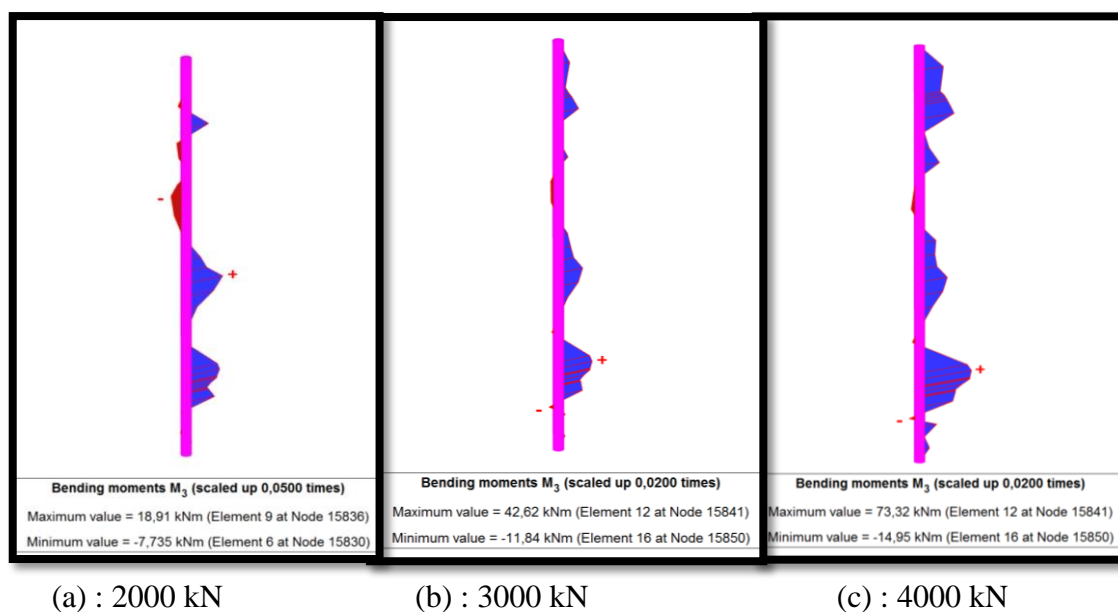 -
+
Bending moments M₃ (scaled up 0,0500 times)
Maximum value = 18,91 kNm (Element 9 at Node 15836)
Minimum value = -7,735 kNm (Element 6 at Node 15830)
+
-
Bending moments M₃ (scaled up 0,0200 times)
Maximum value = 42,62 kNm (Element 12 at Node 15841)
Minimum value = -11,84 kNm (Element 16 at Node 15850)
+
-
Bending moments M₃ (scaled up 0,0200 times)
Maximum value = 73,32 kNm (Element 12 at Node 15841)
Minimum value = -14,95 kNm (Element 16 at Node 15850)
(a) : 2000 kN
(b) : 3000 kN
(c) : 4000 kN